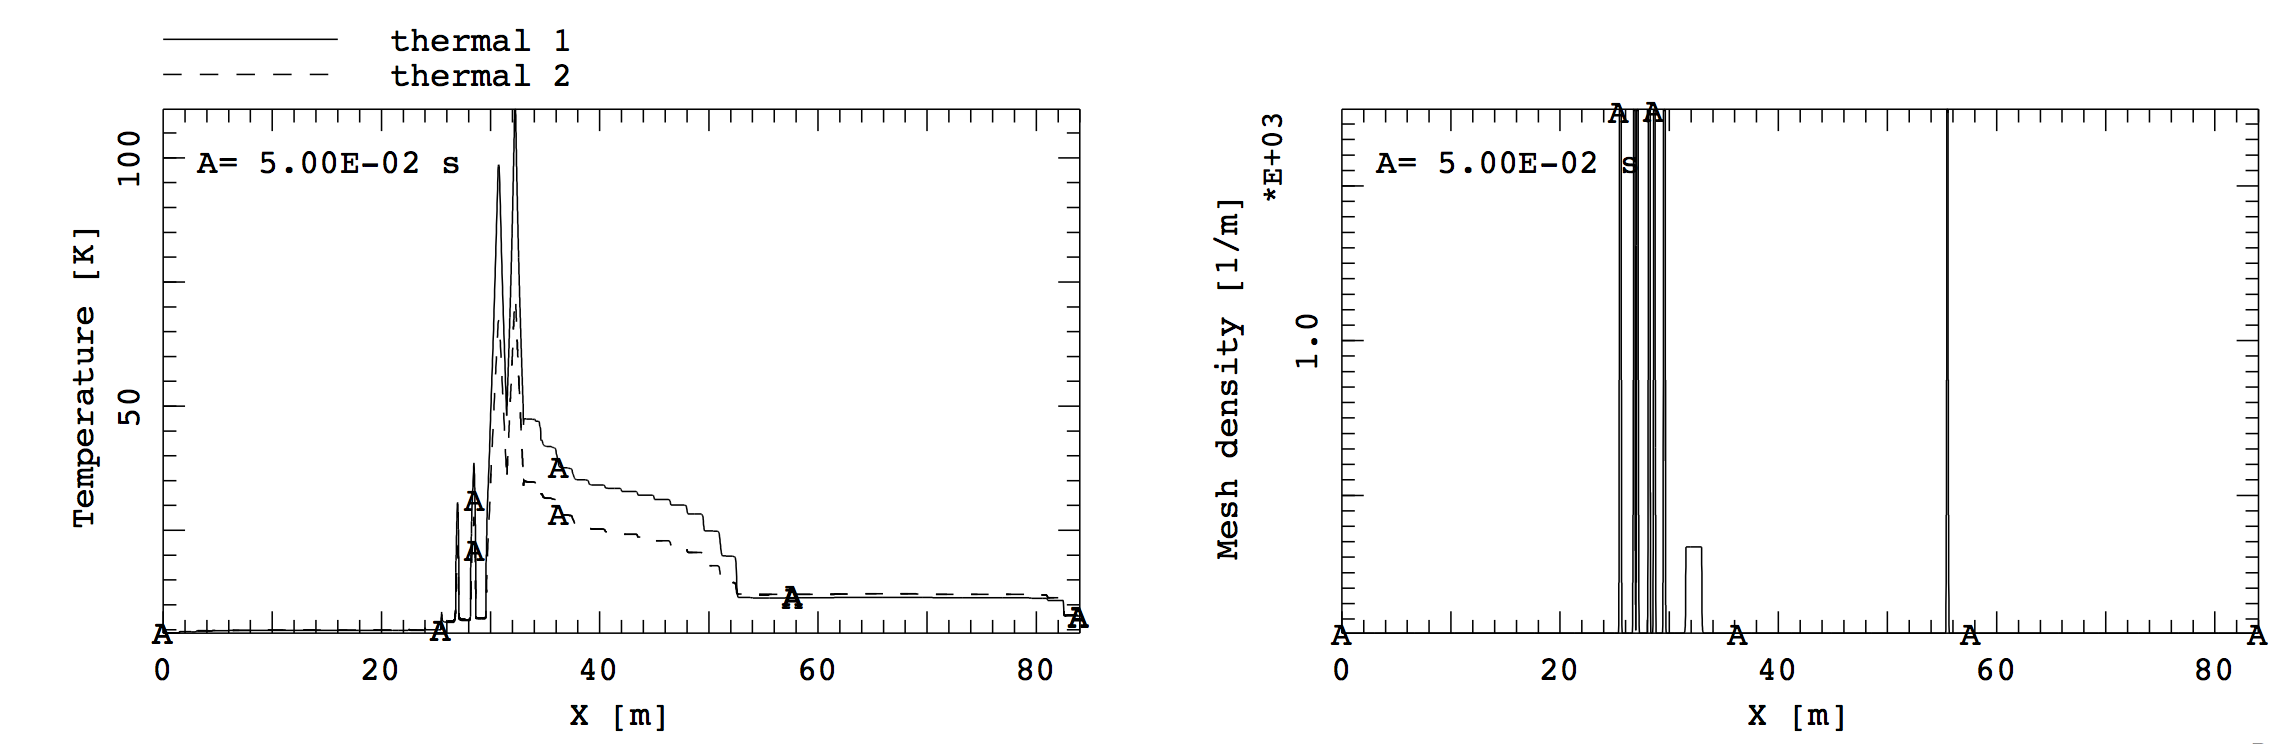 thermal 1
thermal 2
A= 5.00E-02 s
Temperature [K]
100
50
A A A A A A A A A
0 20 40 60 80
X [m]
*E+03
A A
A= 5.00E-02 s
Mesh density [1/m]
1.0
A A A A
0 20 40 60 80
X [m]